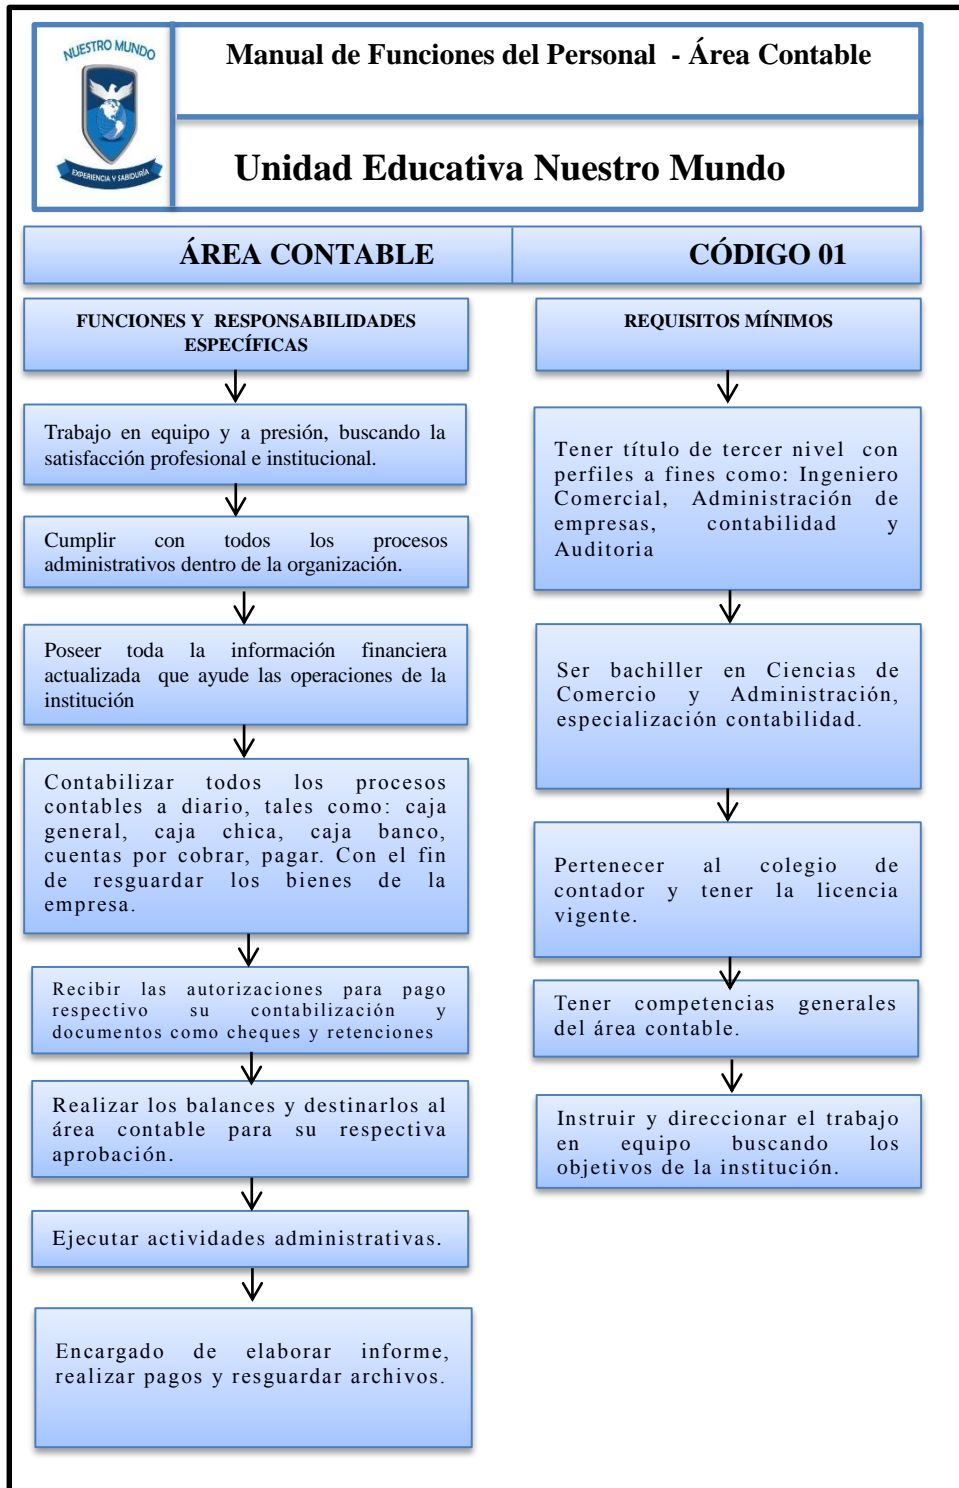 NUESTRO MUNDO
EXPERIENCIA Y SABIDURÍA
Manual de Funciones del Personal - Área Contable
Unidad Educativa Nuestro Mundo
ÁREA CONTABLE
CÓDIGO 01
FUNCIONES Y RESPONSABILIDADES
ESPECÍFICAS
Trabajo en equipo y a presión, buscando la
satisfacción profesional e institucional.
Cumplir con todos los procesos
administrativos dentro de la organización.
Poseer toda la información financiera
actualizada que ayude las operaciones de la
institución
Contabilizar todos los procesos
contables a diario, tales como: caja
general, caja chica, caja banco,
cuentas por cobrar, pagar. Con el fin
de resguardar los bienes de la
empresa.
Recibir las autorizaciones para pago
respectivo su contabilización y
documentos como cheques y retenciones
Realizar los balances y destinarlos al
área contable para su respectiva
aprobación.
Ejecutar actividades administrativas.
Encargado de elaborar informe,
realizar pagos y resguardar archivos.
REQUISITOS MÍNIMOS
Tener título de tercer nivel con
perfiles a fines como: Ingeniero
Comercial, Administración de
empresas, contabilidad y
Auditoria
Ser bachiller en Ciencias de
Comercio y Administración,
especialización contabilidad.
Pertenecer al colegio de
contador y tener la licencia
vigente.
Tener competencias generales
del área contable.
Instruir y direccionar el trabajo
en equipo buscando los
objetivos de la institución.